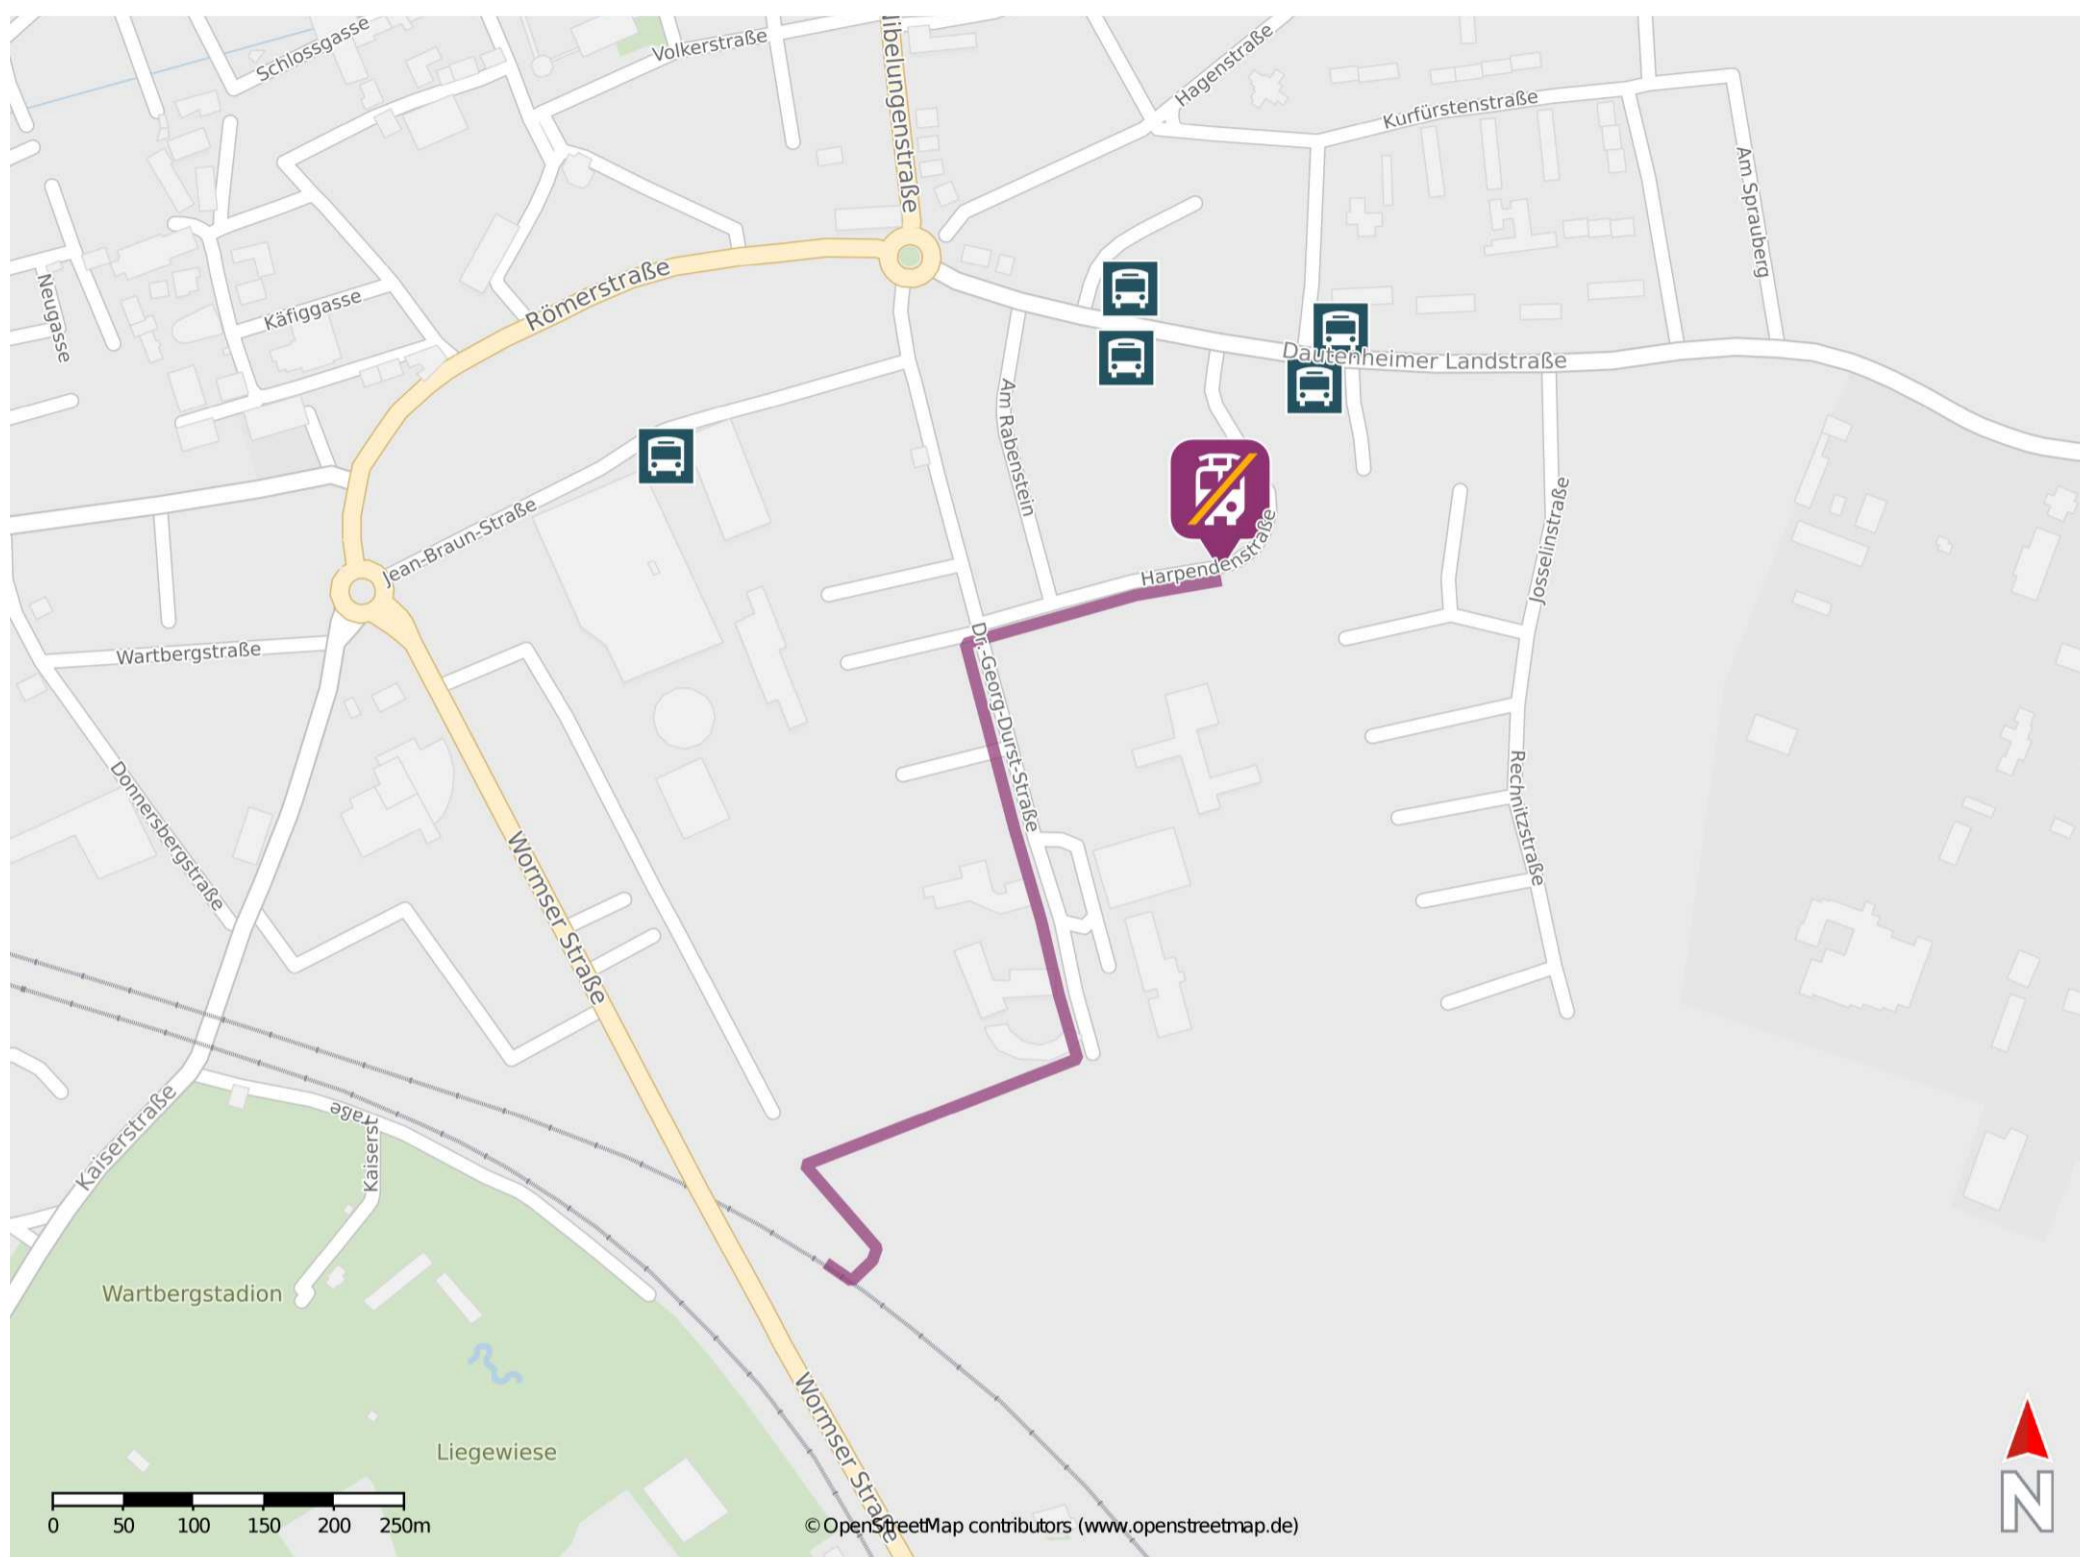 Schlossgasse
Volkerstraße
Nibelungenstraße
Hagenstraße
Kurfürstenstraße
Am Sprauberg
Neugasse
Käfiggasse
Römerstraße
Dautenheimer Landstraße
Am Rabenstein
Jean-Braun-Straße
Harpendenstraße
Josselinstraße
Wartbergstraße
Dr.-Georg-Durst-Straße
Donnersbergstraße
Rechnitzstraße
Wormser Straße
Kaiserstraße
Kaiserstraße
Wartbergstadion
Wormser Straße
Liegewiese
N
0 50 100 150 200 250m
© OpenStreetMap contributors (www.openstreetmap.de)